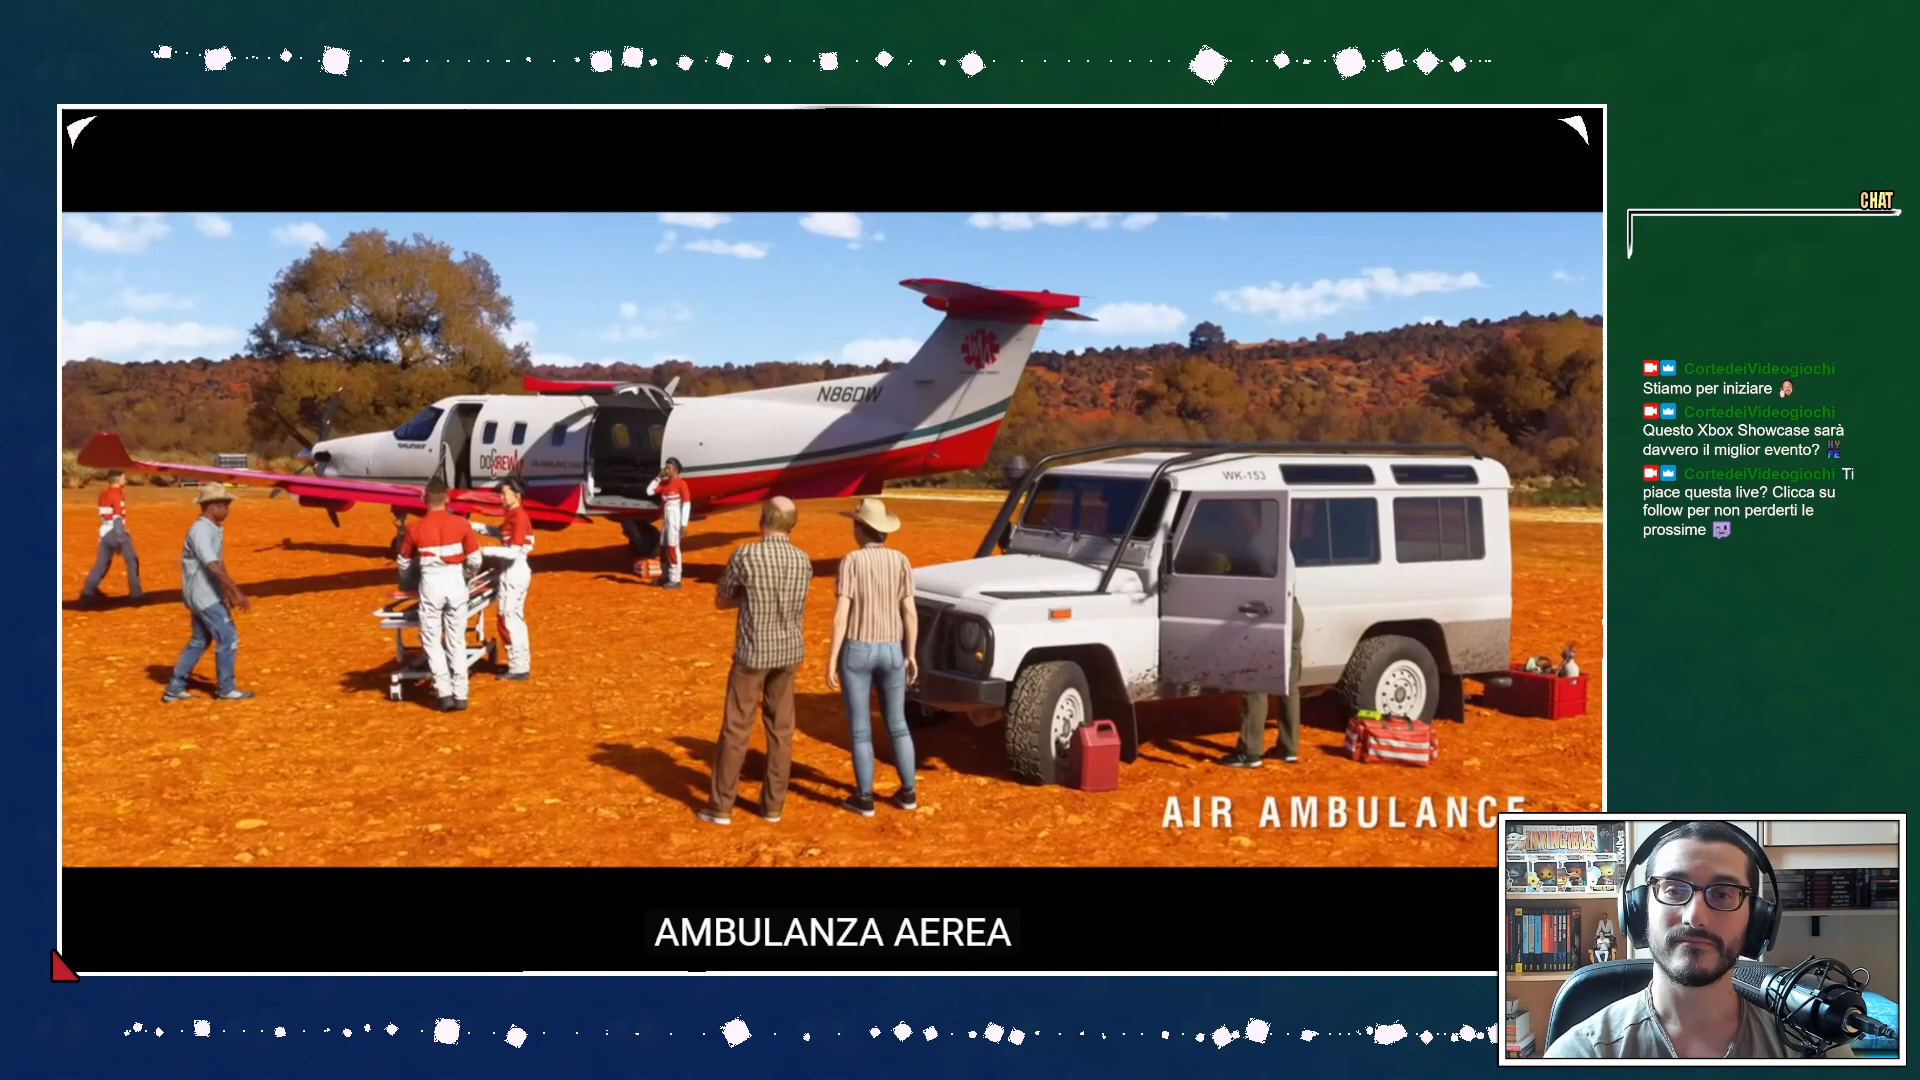 CHAT
N86DW
WK-153
CortedeiVideogiochi
Stiamo per iniziare
CortedeiVideogiochi
Questo Xbox Showcase sarà
davvero il miglior evento?
CortedeiVideogiochi Ti
piace questa live? Clicca su
follow per non perderti le
prossime
AIR AMBULANCE
AMBULANZA AEREA